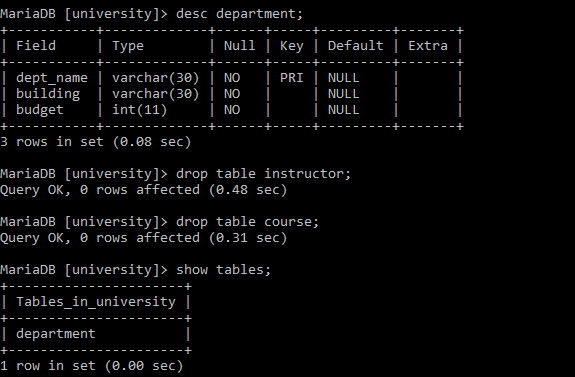 MariaDB [university]> desc department;
+-----------+-------------+------+-----+---------+-------+
| Field     | Type        | Null | Key | Default | Extra |
+-----------+-------------+------+-----+---------+-------+
| dept_name | varchar(30) | NO   | PRI | NULL    |       |
| building  | varchar(30) | NO   |     | NULL    |       |
| budget    | int(11)     | NO   |     | NULL    |       |
+-----------+-------------+------+-----+---------+-------+
3 rows in set (0.08 sec)

MariaDB [university]> drop table instructor;
Query OK, 0 rows affected (0.48 sec)

MariaDB [university]> drop table course;
Query OK, 0 rows affected (0.31 sec)

MariaDB [university]> show tables;
+----------------------+
| Tables_in_university |
+----------------------+
| department           |
+----------------------+
1 row in set (0.00 sec)